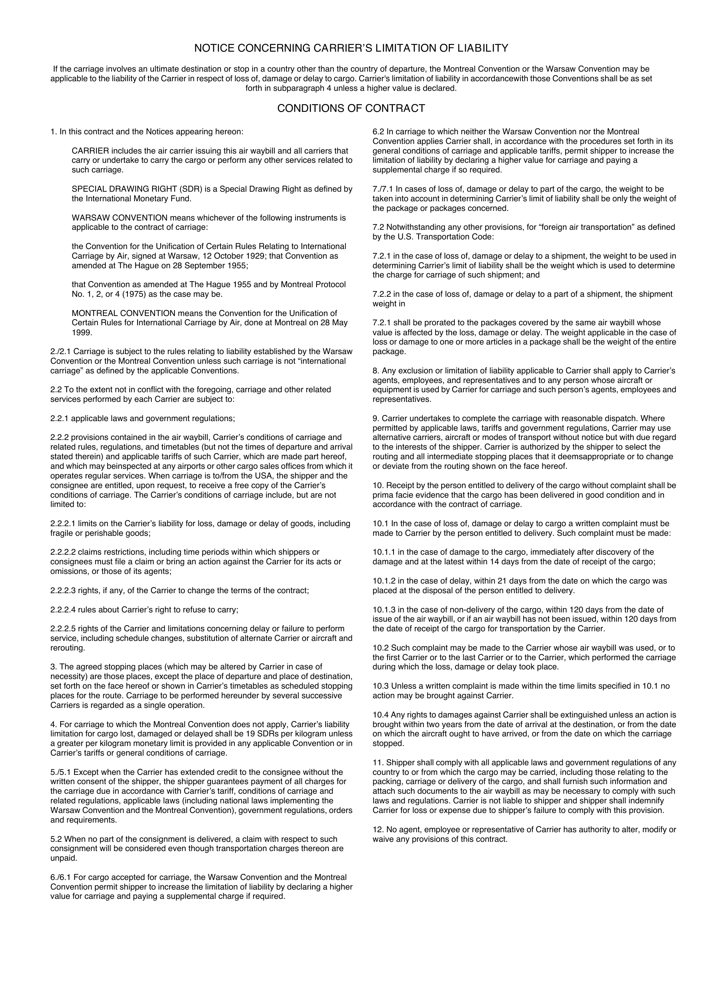 NOTICE CONCERNING CARRIER’S LIMITATION OF LIABILITY
If the carriage involves an ultimate destination or stop in a country other than the country of departure, the Montreal Convention or the Warsaw Convention may be
applicable to the liability of the Carrier in respect of loss of, damage or delay to cargo. Carrier's limitation of liability in accordancewith those Conventions shall be as set
forth in subparagraph 4 unless a higher value is declared.
CONDITIONS OF CONTRACT
1. In this contract and the Notices appearing hereon:
CARRIER includes the air carrier issuing this air waybill and all carriers that
carry or undertake to carry the cargo or perform any other services related to
such carriage.
SPECIAL DRAWING RIGHT (SDR) is a Special Drawing Right as defined by
the International Monetary Fund.
WARSAW CONVENTION means whichever of the following instruments is
applicable to the contract of carriage:
the Convention for the Unification of Certain Rules Relating to International
Carriage by Air, signed at Warsaw, 12 October 1929; that Convention as
amended at The Hague on 28 September 1955;
that Convention as amended at The Hague 1955 and by Montreal Protocol
No. 1, 2, or 4 (1975) as the case may be.
MONTREAL CONVENTION means the Convention for the Unification of
Certain Rules for International Carriage by Air, done at Montreal on 28 May
1999.
2./2.1 Carriage is subject to the rules relating to liability established by the Warsaw
Convention or the Montreal Convention unless such carriage is not “international
carriage” as defined by the applicable Conventions.
2.2 To the extent not in conflict with the foregoing, carriage and other related
services performed by each Carrier are subject to:
2.2.1 applicable laws and government regulations;
2.2.2 provisions contained in the air waybill, Carrier’s conditions of carriage and
related rules, regulations, and timetables (but not the times of departure and arrival
stated therein) and applicable tariffs of such Carrier, which are made part hereof,
and which may beinspected at any airports or other cargo sales offices from which it
operates regular services. When carriage is to/from the USA, the shipper and the
consignee are entitled, upon request, to receive a free copy of the Carrier’s
conditions of carriage. The Carrier’s conditions of carriage include, but are not
limited to:
2.2.2.1 limits on the Carrier’s liability for loss, damage or delay of goods, including
fragile or perishable goods;
2.2.2.2 claims restrictions, including time periods within which shippers or
consignees must file a claim or bring an action against the Carrier for its acts or
omissions, or those of its agents;
2.2.2.3 rights, if any, of the Carrier to change the terms of the contract;
2.2.2.4 rules about Carrier’s right to refuse to carry;
2.2.2.5 rights of the Carrier and limitations concerning delay or failure to perform
service, including schedule changes, substitution of alternate Carrier or aircraft and
rerouting.
3. The agreed stopping places (which may be altered by Carrier in case of
necessity) are those places, except the place of departure and place of destination,
set forth on the face hereof or shown in Carrier’s timetables as scheduled stopping
places for the route. Carriage to be performed hereunder by several successive
Carriers is regarded as a single operation.
4. For carriage to which the Montreal Convention does not apply, Carrier’s liability
limitation for cargo lost, damaged or delayed shall be 19 SDRs per kilogram unless
a greater per kilogram monetary limit is provided in any applicable Convention or in
Carrier’s tariffs or general conditions of carriage.
5./5.1 Except when the Carrier has extended credit to the consignee without the
written consent of the shipper, the shipper guarantees payment of all charges for
the carriage due in accordance with Carrier’s tariff, conditions of carriage and
related regulations, applicable laws (including national laws implementing the
Warsaw Convention and the Montreal Convention), government regulations, orders
and requirements.
5.2 When no part of the consignment is delivered, a claim with respect to such
consignment will be considered even though transportation charges thereon are
unpaid.
6./6.1 For cargo accepted for carriage, the Warsaw Convention and the Montreal
Convention permit shipper to increase the limitation of liability by declaring a higher
value for carriage and paying a supplemental charge if required.
6.2 In carriage to which neither the Warsaw Convention nor the Montreal
Convention applies Carrier shall, in accordance with the procedures set forth in its
general conditions of carriage and applicable tariffs, permit shipper to increase the
limitation of liability by declaring a higher value for carriage and paying a
supplemental charge if so required.
7./7.1 In cases of loss of, damage or delay to part of the cargo, the weight to be
taken into account in determining Carrier’s limit of liability shall be only the weight of
the package or packages concerned.
7.2 Notwithstanding any other provisions, for “foreign air transportation” as defined
by the U.S. Transportation Code:
7.2.1 in the case of loss of, damage or delay to a shipment, the weight to be used in
determining Carrier’s limit of liability shall be the weight which is used to determine
the charge for carriage of such shipment; and
7.2.2 in the case of loss of, damage or delay to a part of a shipment, the shipment
weight in
7.2.1 shall be prorated to the packages covered by the same air waybill whose
value is affected by the loss, damage or delay. The weight applicable in the case of
loss or damage to one or more articles in a package shall be the weight of the entire
package.
8. Any exclusion or limitation of liability applicable to Carrier shall apply to Carrier’s
agents, employees, and representatives and to any person whose aircraft or
equipment is used by Carrier for carriage and such person’s agents, employees and
representatives.
9. Carrier undertakes to complete the carriage with reasonable dispatch. Where
permitted by applicable laws, tariffs and government regulations, Carrier may use
alternative carriers, aircraft or modes of transport without notice but with due regard
to the interests of the shipper. Carrier is authorized by the shipper to select the
routing and all intermediate stopping places that it deemsappropriate or to change
or deviate from the routing shown on the face hereof.
10. Receipt by the person entitled to delivery of the cargo without complaint shall be
prima facie evidence that the cargo has been delivered in good condition and in
accordance with the contract of carriage.
10.1 In the case of loss of, damage or delay to cargo a written complaint must be
made to Carrier by the person entitled to delivery. Such complaint must be made:
10.1.1 in the case of damage to the cargo, immediately after discovery of the
damage and at the latest within 14 days from the date of receipt of the cargo;
10.1.2 in the case of delay, within 21 days from the date on which the cargo was
placed at the disposal of the person entitled to delivery.
10.1.3 in the case of non-delivery of the cargo, within 120 days from the date of
issue of the air waybill, or if an air waybill has not been issued, within 120 days from
the date of receipt of the cargo for transportation by the Carrier.
10.2 Such complaint may be made to the Carrier whose air waybill was used, or to
the first Carrier or to the last Carrier or to the Carrier, which performed the carriage
during which the loss, damage or delay took place.
10.3 Unless a written complaint is made within the time limits specified in 10.1 no
action may be brought against Carrier.
10.4 Any rights to damages against Carrier shall be extinguished unless an action is
brought within two years from the date of arrival at the destination, or from the date
on which the aircraft ought to have arrived, or from the date on which the carriage
stopped.
11. Shipper shall comply with all applicable laws and government regulations of any
country to or from which the cargo may be carried, including those relating to the
packing, carriage or delivery of the cargo, and shall furnish such information and
attach such documents to the air waybill as may be necessary to comply with such
laws and regulations. Carrier is not liable to shipper and shipper shall indemnify
Carrier for loss or expense due to shipper’s failure to comply with this provision.
12. No agent, employee or representative of Carrier has authority to alter, modify or
waive any provisions of this contract.